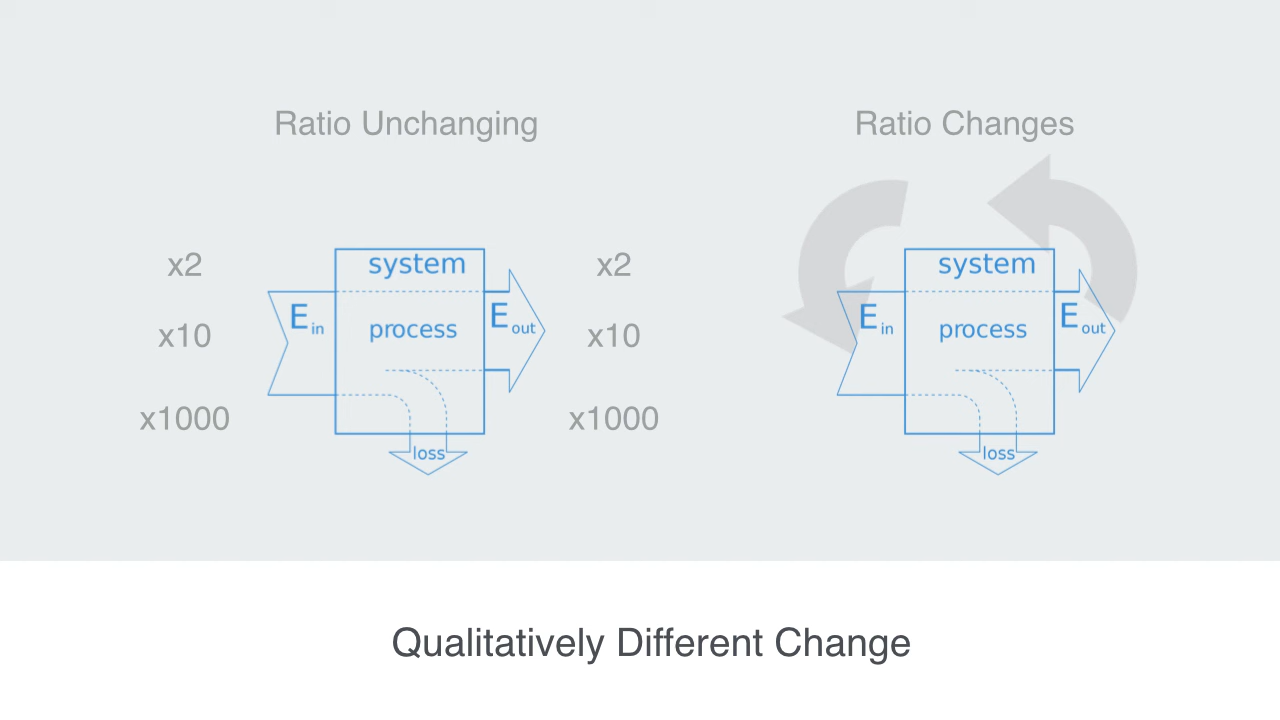 Ratio Unchanging
x2
x10
x1000
system
E in
process
E out
loss
x2
x10
x1000
Ratio Changes
system
E in
process
E out
loss
Qualitatively Different Change